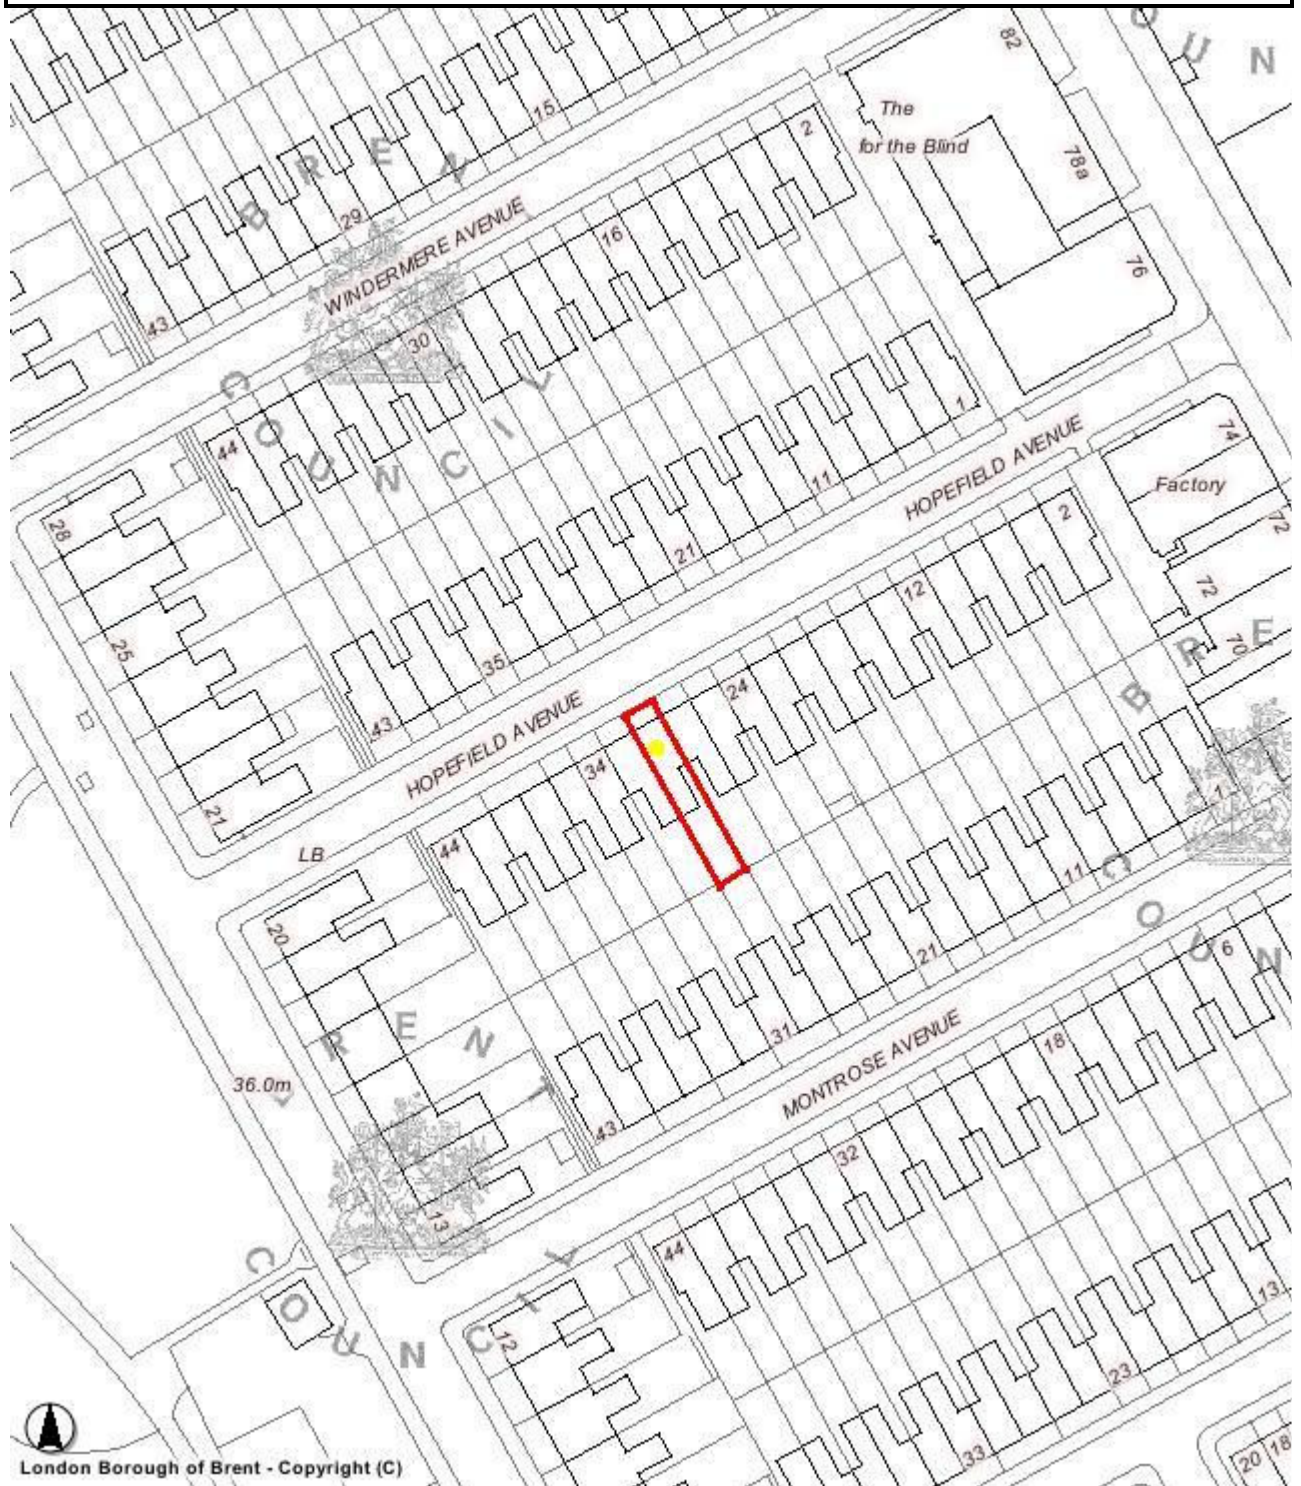 82
O U N
The
for the Blind
78a
15
2
B R E N
29
WINDERMERE AVENUE
16
76
43
30
C O U N C I L
44
1
HOPEFIELD AVENUE
74
Factory
72
28
11
2
21
12
72
25
35
70
B R E
43
24
HOPEFIELD AVENUE
34
21
LB
44
1
11
C O U N
20
21
6
R E N T
31
MONTROSE AVENUE
18
36.0m
43
32
13
C O U N C I L
44
12
13
23
33
20
18
London Borough of Brent - Copyright (C)